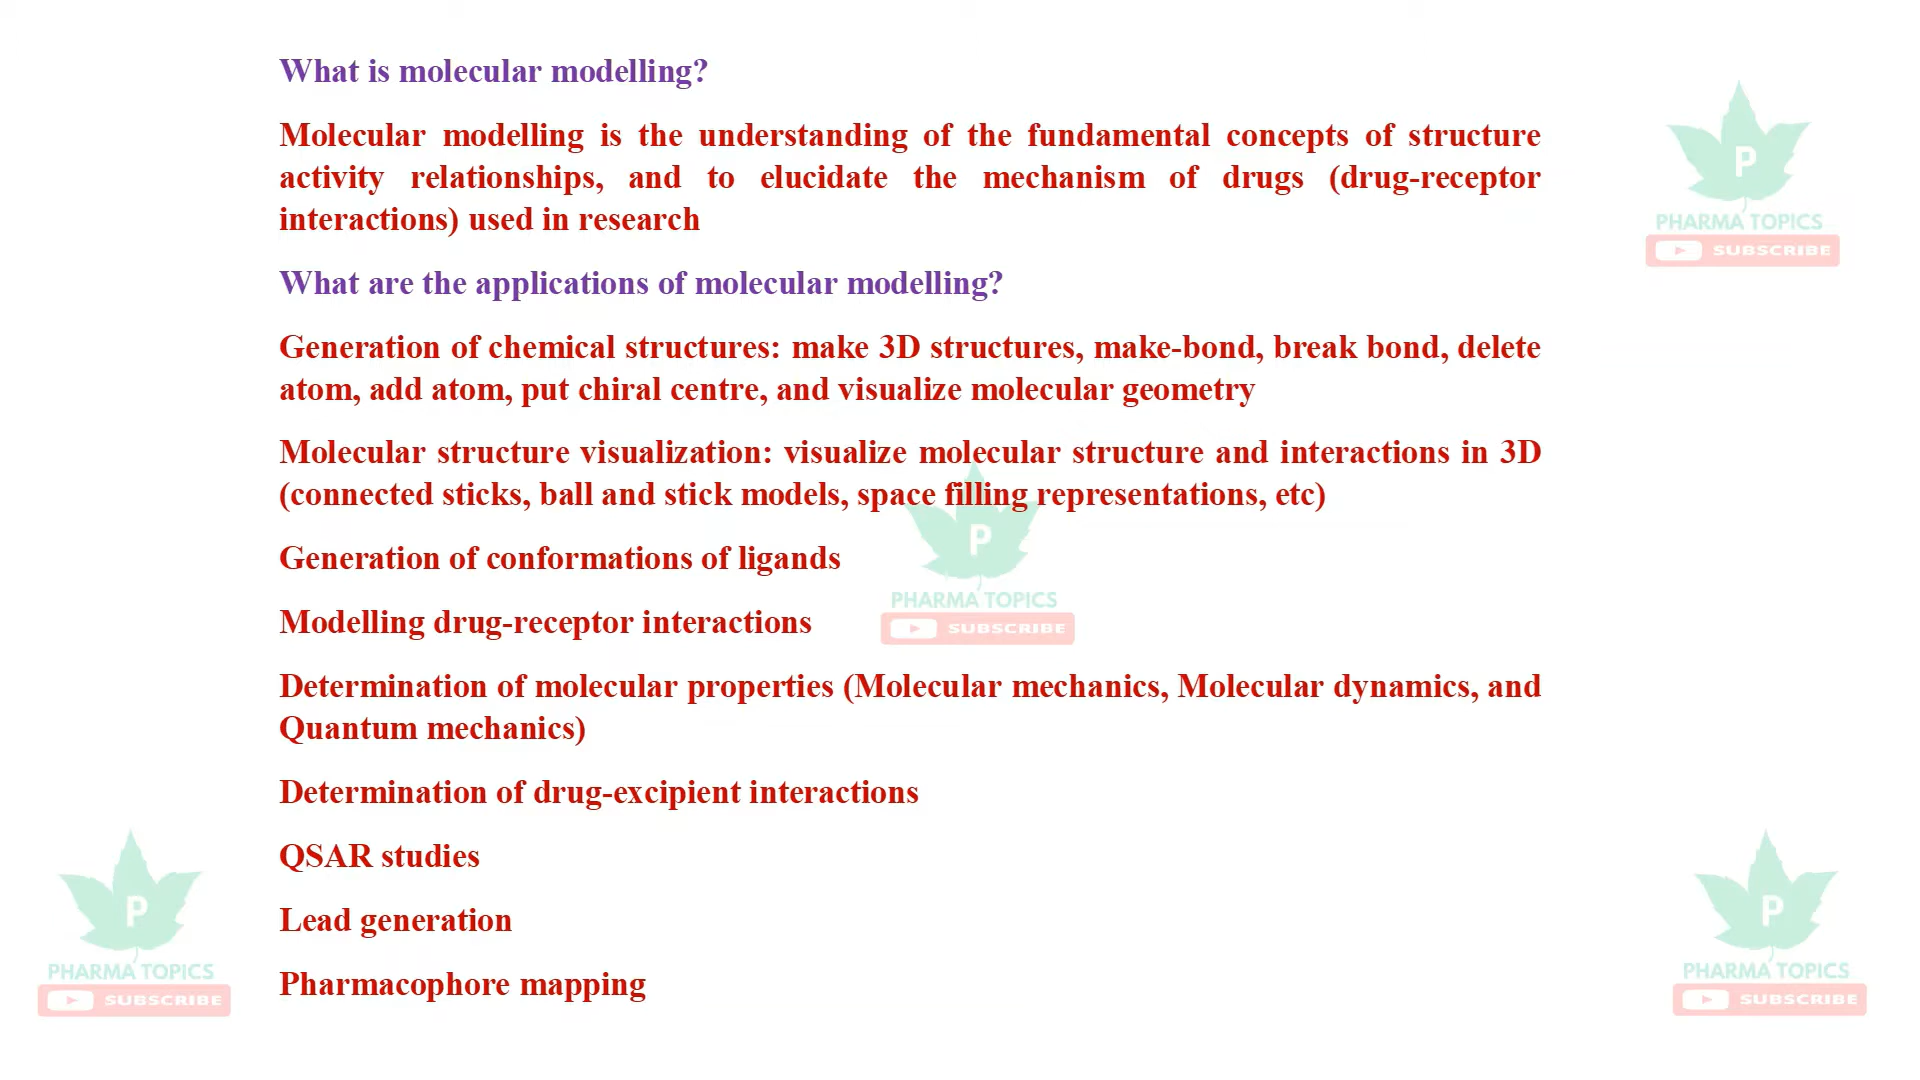 What is molecular modelling?
Molecular modelling is the understanding of the fundamental concepts of structure
activity relationships, and to elucidate the mechanism of drugs (drug-receptor
interactions) used in research
What are the applications of molecular modelling?
Generation of chemical structures: make 3D structures, make-bond, break bond, delete
atom, add atom, put chiral centre, and visualize molecular geometry
Molecular structure visualization: visualize molecular structure and interactions in 3D
(connected sticks, ball and stick models, space filling representations, etc)
Generation of conformations of ligands
Modelling drug-receptor interactions
Determination of molecular properties (Molecular mechanics, Molecular dynamics, and
Quantum mechanics)
Determination of drug-excipient interactions
QSAR studies
Lead generation
Pharmacophore mapping
P
PHARMA TOPICS
SUBSCRIBE
P
PHARMA TOPICS
SUBSCRIBE
P
PHARMA TOPICS
SUBSCRIBE
P
PHARMA TOPICS
SUBSCRIBE